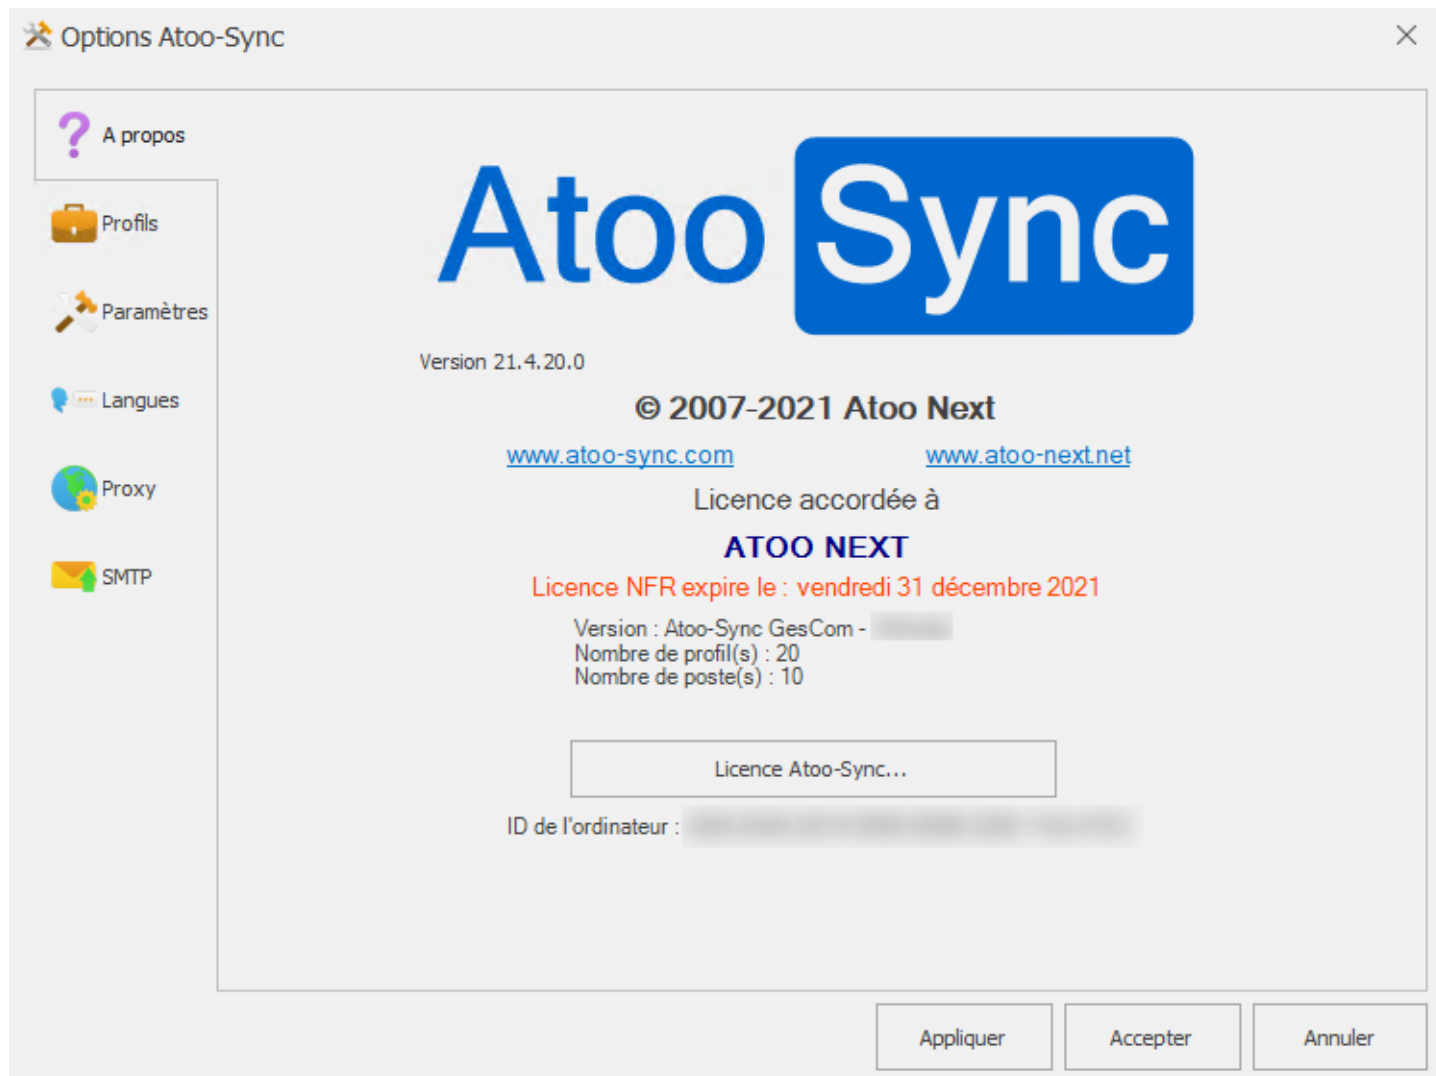 Options Atoo-Sync
A propos
Profils
Paramètres
Langues
Proxy
SMTP
Atoo Sync
Version 21.4.20.0
© 2007-2021 Atoo Next
www.atoo-sync.com www.atoo-next.net
Licence accordée à
ATOO NEXT
Licence NFR expire le : vendredi 31 décembre 2021
Version : Atoo-Sync GesCom -
Nombre de profil(s) : 20
Nombre de poste(s) : 10
Licence Atoo-Sync...
ID de l'ordinateur :
Appliquer Accepter Annuler